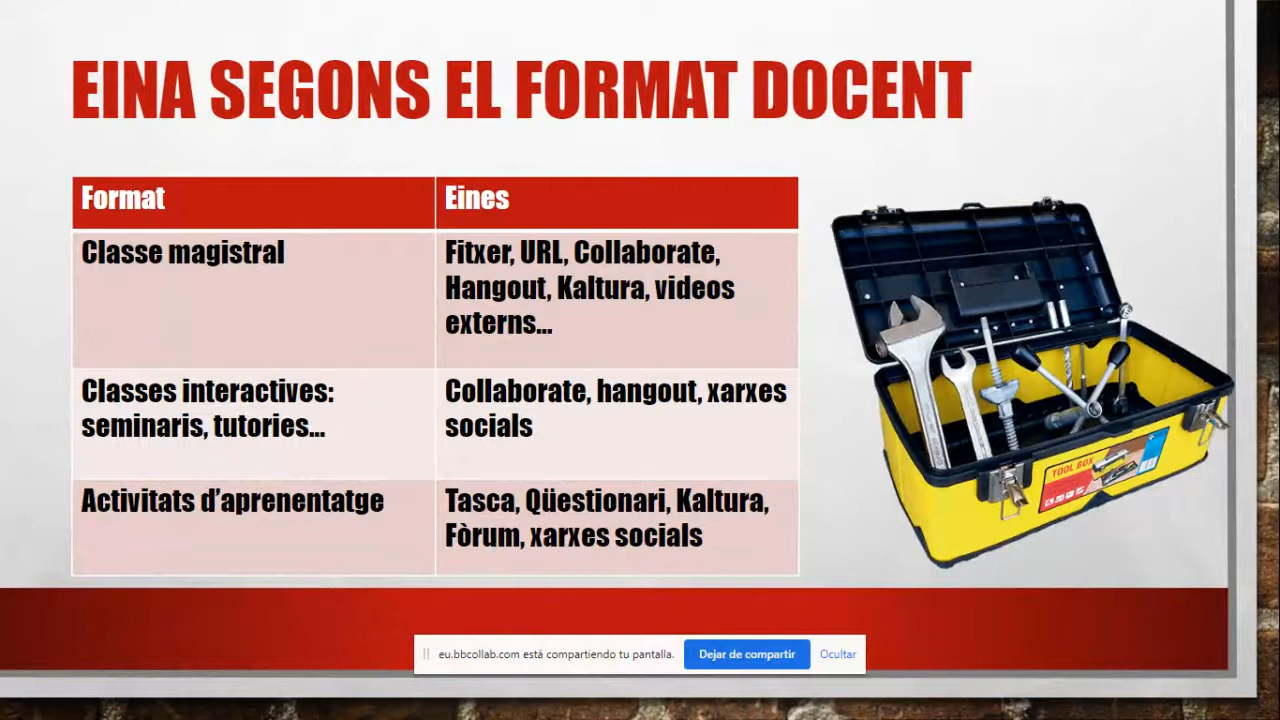 EINA SEGONS EL FORMAT DOCENT
Format
Eines
Classe magistral
Fitxer, URL, Collaborate,
Hangout, Kaltura, videos
externs...
Classes interactives:
seminaris, tutories...
Collaborate, hangout, xarxes
socials
Activitats d'aprenentatge
Tasca, Qüestionari, Kaltura,
Fòrum, xarxes socials
TOOL BOX
eu.bbcollab.com está compartiendo tu pantalla.
Dejar de compartir
Ocultar